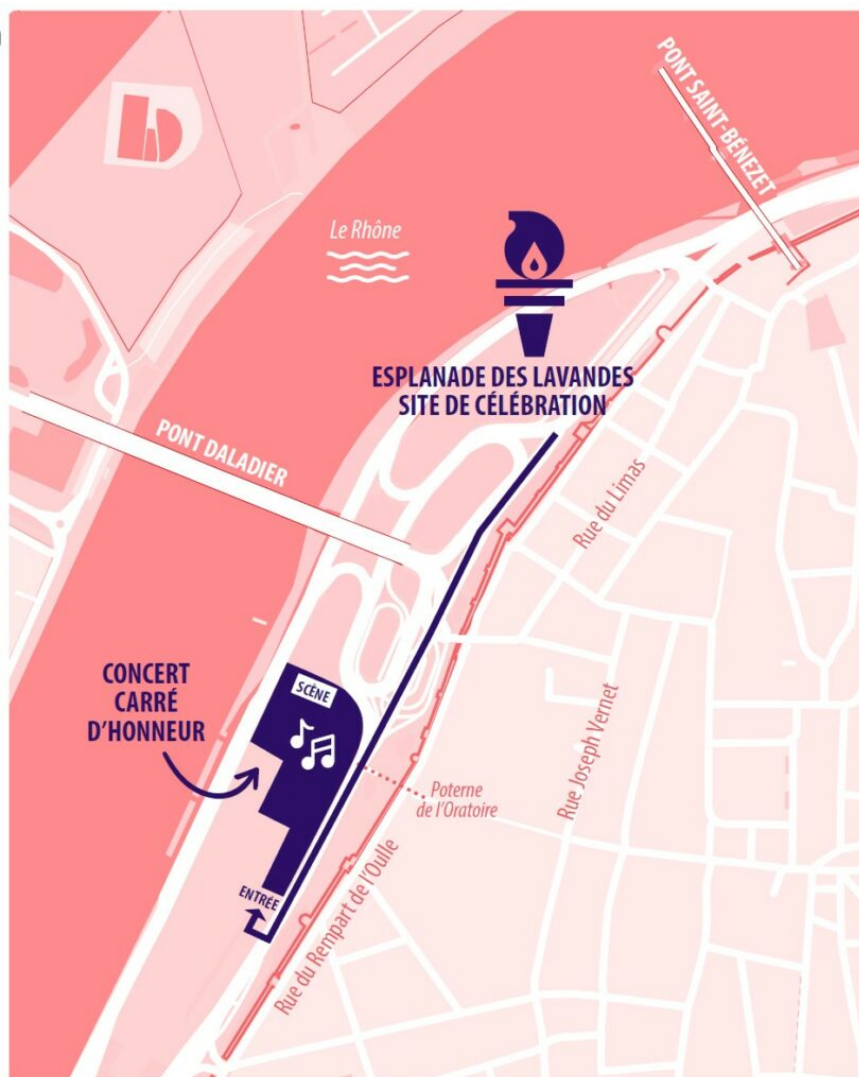 PONT SAINT-BÉNEZET
Le Rhône
ESPLANADE DES LAVANDES
SITE DE CÉLÉBRATION
PONT DALADIER
Rue du Limas
CONCERT
CARRÉ
D'HONNEUR
SCÈNE
Rue Joseph Vernet
Poterne
de l'Oratoire
ENTRÉE
Rue du Rempart de l'Oulle